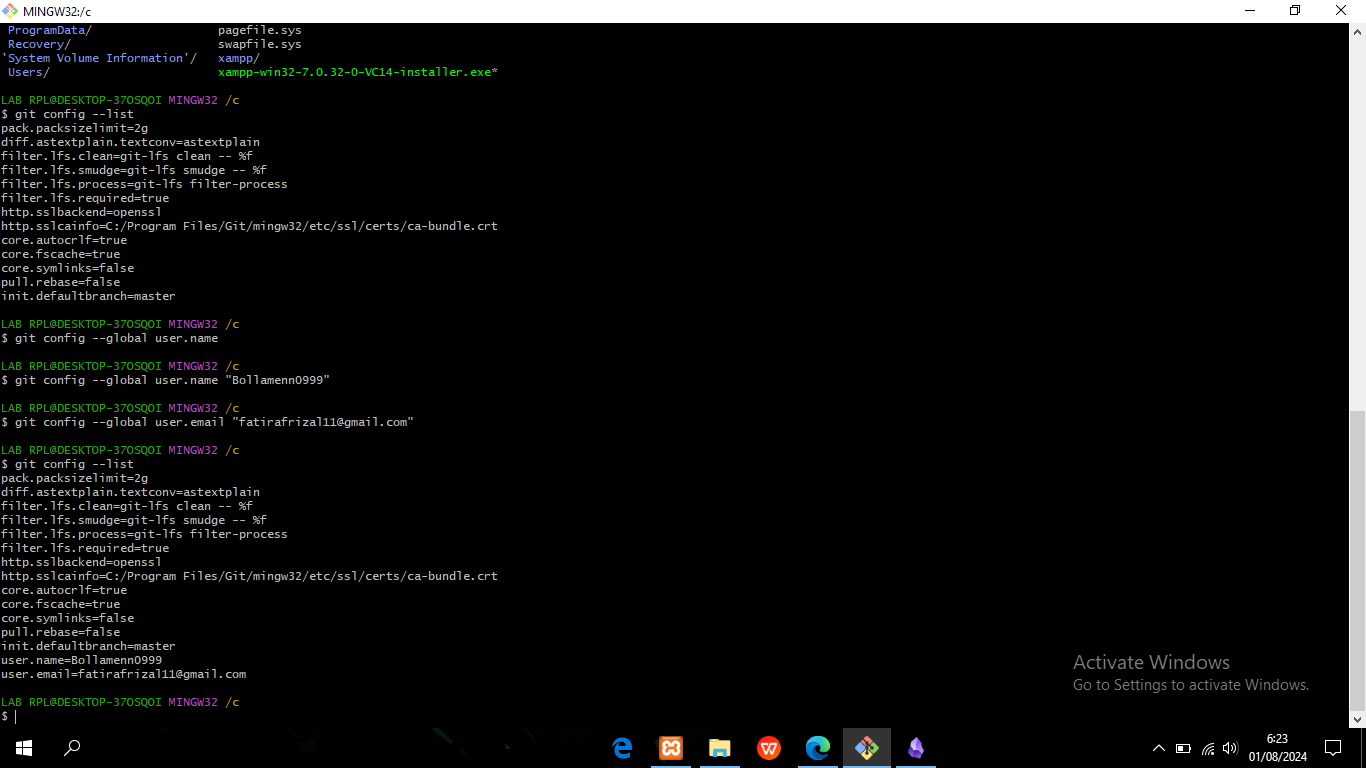 MINGW32:/c
ProgramData/ pagefile.sys
Recovery/ swapfile.sys
'System Volume Information'/ xampp/
Users/ xampp-win32-7.0.32-0-VC14-installer.exe*
LAB RPL@DESKTOP-37OSQOI MINGW32 /c
$ git config --list
pack.packsizelimit=2g
diff.astextplain.textconv=astextplain
filter.lfs.clean=git-lfs clean -- %f
filter.lfs.smudge=git-lfs smudge -- %f
filter.lfs.process=git-lfs filter-process
filter.lfs.required=true
http.sslbackend=openssl
http.sslcainfo=C:/Program Files/Git/mingw32/etc/ssl/certs/ca-bundle.crt
core.autocrlf=true
core.fscache=true
core.symlinks=false
pull.rebase=false
init.defaultbranch=master
LAB RPL@DESKTOP-37OSQOI MINGW32 /c
$ git config --global user.name
LAB RPL@DESKTOP-37OSQOI MINGW32 /c
$ git config --global user.name "Bollamenn0999"
LAB RPL@DESKTOP-37OSQOI MINGW32 /c
$ git config --global user.email "fatirafrizal11@gmail.com"
LAB RPL@DESKTOP-37OSQOI MINGW32 /c
$ git config --list
pack.packsizelimit=2g
diff.astextplain.textconv=astextplain
filter.lfs.clean=git-lfs clean -- %f
filter.lfs.smudge=git-lfs smudge -- %f
filter.lfs.process=git-lfs filter-process
filter.lfs.required=true
http.sslbackend=openssl
http.sslcainfo=C:/Program Files/Git/mingw32/etc/ssl/certs/ca-bundle.crt
core.autocrlf=true
core.fscache=true
core.symlinks=false
pull.rebase=false
init.defaultbranch=master
user.name=Bollamenn0999
user.email=fatirafrizal11@gmail.com
LAB RPL@DESKTOP-37OSQOI MINGW32 /c
$
Activate Windows
Go to Settings to activate Windows.
6:23
01/08/2024